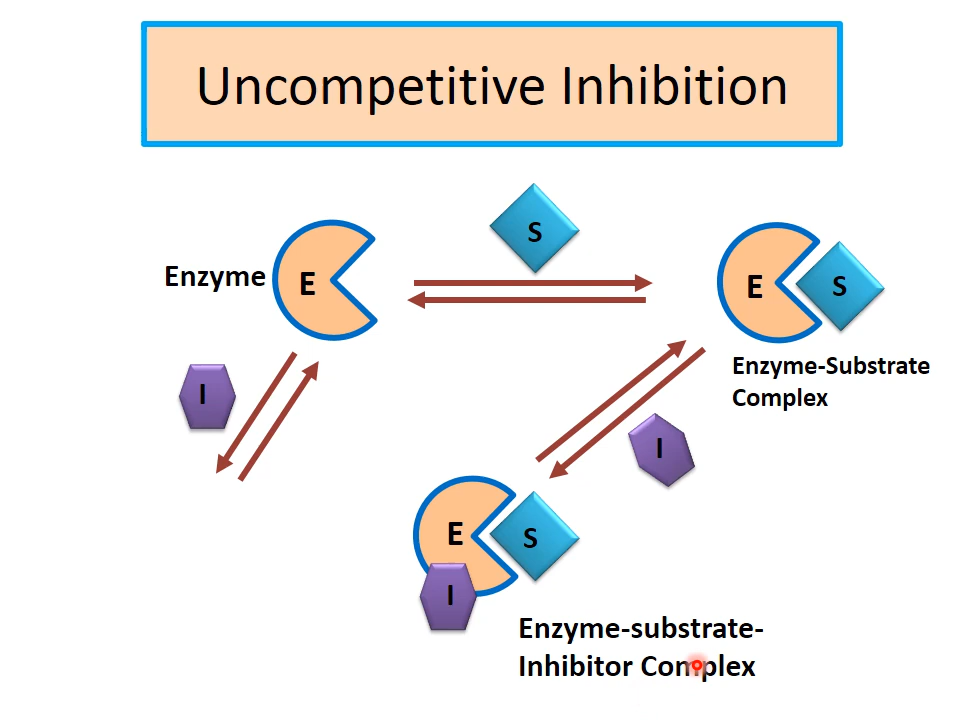 Uncompetitive Inhibition
S
Enzyme
E
E
S
Enzyme-Substrate
Complex
I
I
E
S
I
Enzyme-substrate-
Inhibitor Complex